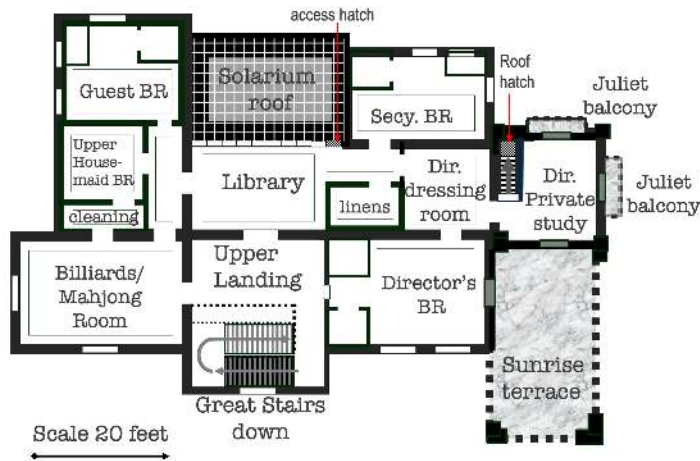 access hatch
Solarium
roof
Roof
hatch
Juliet
balcony
Guest BR
Secy. BR
Upper
House-
maid BR
Library
Dir.
dressing
room
Dir.
Private
study
Juliet
balcony
cleaning
linens
Billiards/
Mahjong
Room
Upper
Landing
Director's
BR
Sunrise
terrace
Great Stairs
down
Scale 20 feet